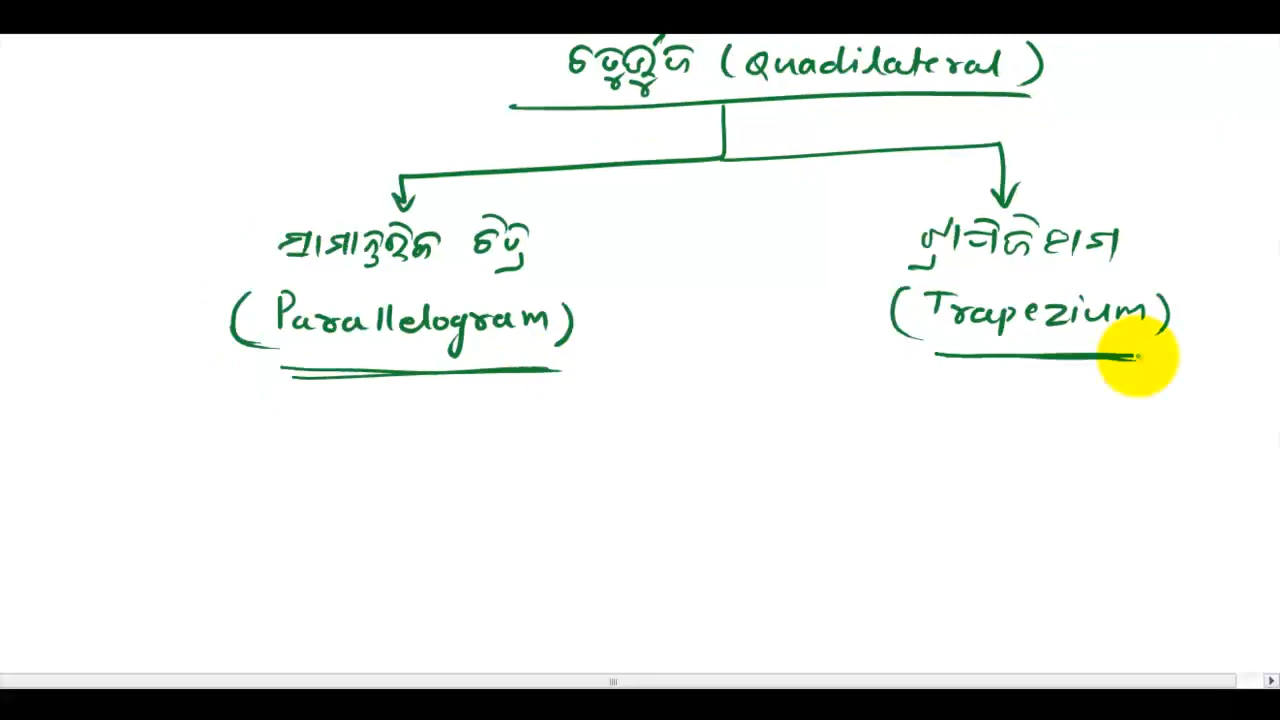 ଚତୁର୍ଭୁଜ (Quadilateral)
ସାମାନ୍ତରିକ ଚିତ୍ର
(Parallelogram)
ଟ୍ରାପିଜିୟମ
(Trapezium)